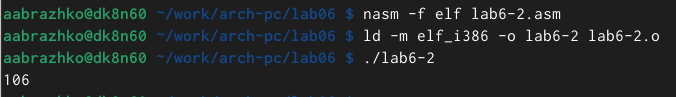 aabrazhko@dk8n60 ~/work/arch-pc/lab06 $ nasm -f elf lab6-2.asm
aabrazhko@dk8n60 ~/work/arch-pc/lab06 $ ld -m elf_i386 -o lab6-2 lab6-2.o
aabrazhko@dk8n60 ~/work/arch-pc/lab06 $ ./lab6-2
106